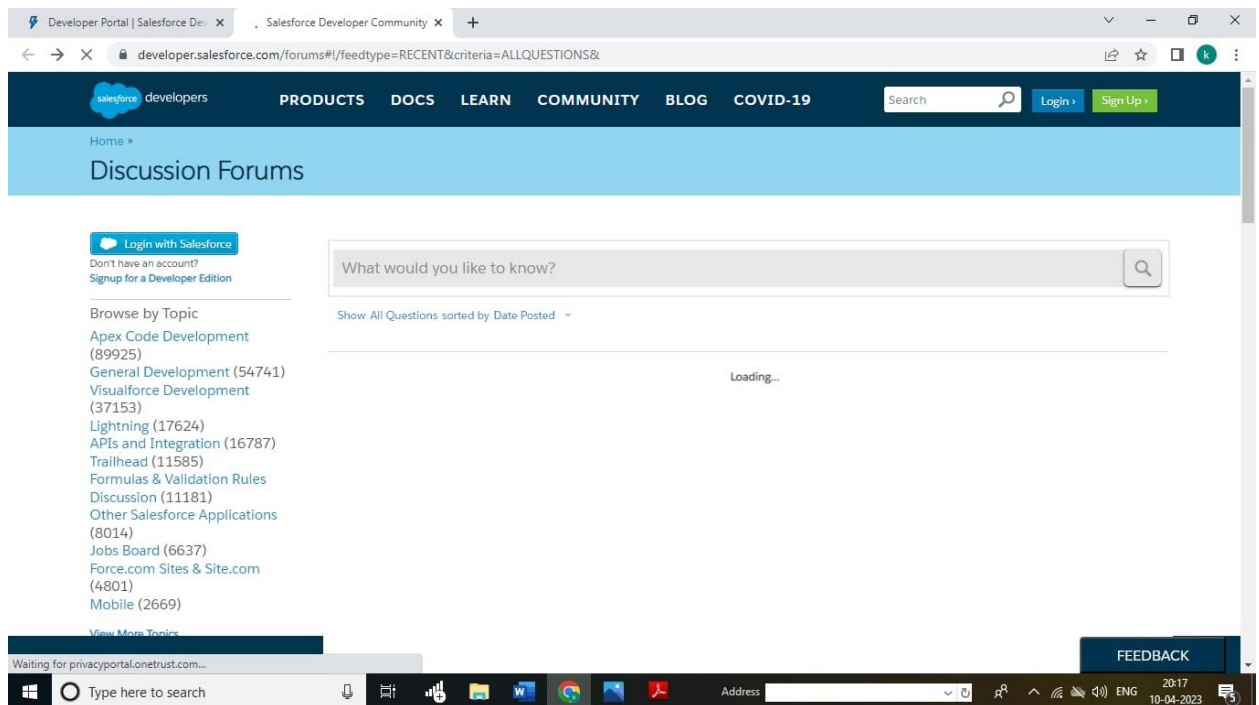 Developer Portal | Salesforce De
Salesforce Developer Community
developer.salesforce.com/forums#!/feedtype=RECENT&criteria=ALLQUESTIONS&
k
salesforce developers
PRODUCTS DOCS LEARN COMMUNITY BLOG COVID-19
Search
Login ›
Sign Up ›
Home »
Discussion Forums
Login with Salesforce
Don't have an account?
Signup for a Developer Edition
What would you like to know?
Show All Questions sorted by Date Posted
Loading...
Browse by Topic
Apex Code Development
(89925)
General Development (54741)
Visualforce Development
(37153)
Lightning (17624)
APIs and Integration (16787)
Trailhead (11585)
Formulas & Validation Rules
Discussion (11181)
Other Salesforce Applications
(8014)
Jobs Board (6637)
Force.com Sites & Site.com
(4801)
Mobile (2669)
View More Topics
FEEDBACK
Waiting for privacyportal.onetrust.com...
Type here to search
Address
ENG
20:17
10-04-2023
5